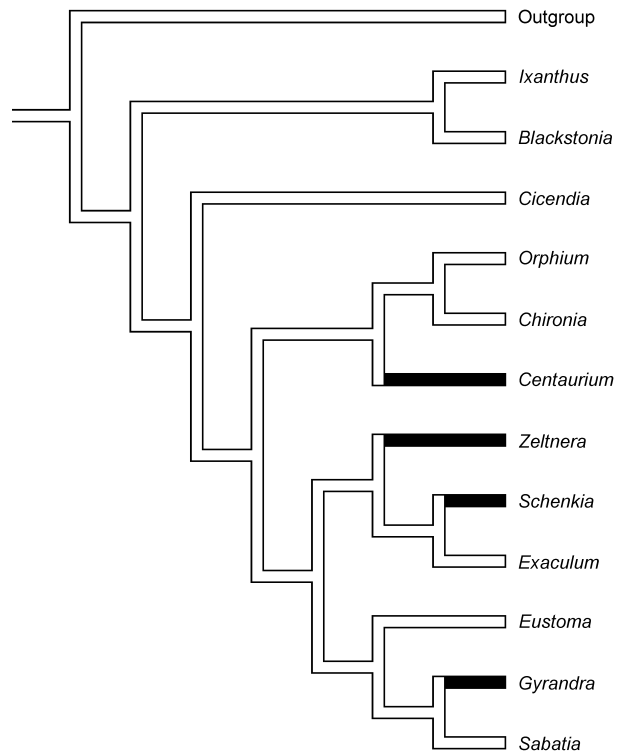 Outgroup
Ixanthus
Blackstonia
Cicendia
Orphium
Chironia
Centaurium
Zeltnera
Schenkia
Exaculum
Eustoma
Gyrandra
Sabatia